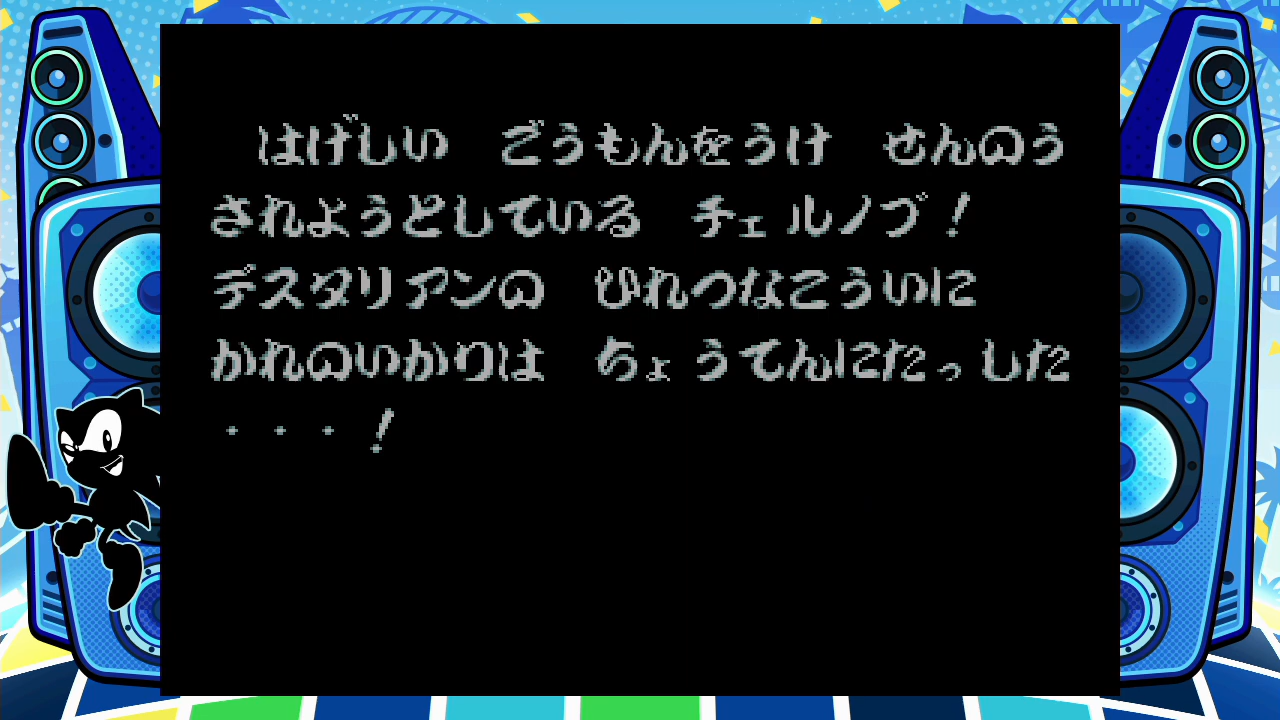 はげしい ごうもんをうけ せんのう
されようとしている チェルノブ！
デスタリアンの ひれつなこういに
かれのいかりは ちょうてんにたっした
・・・！